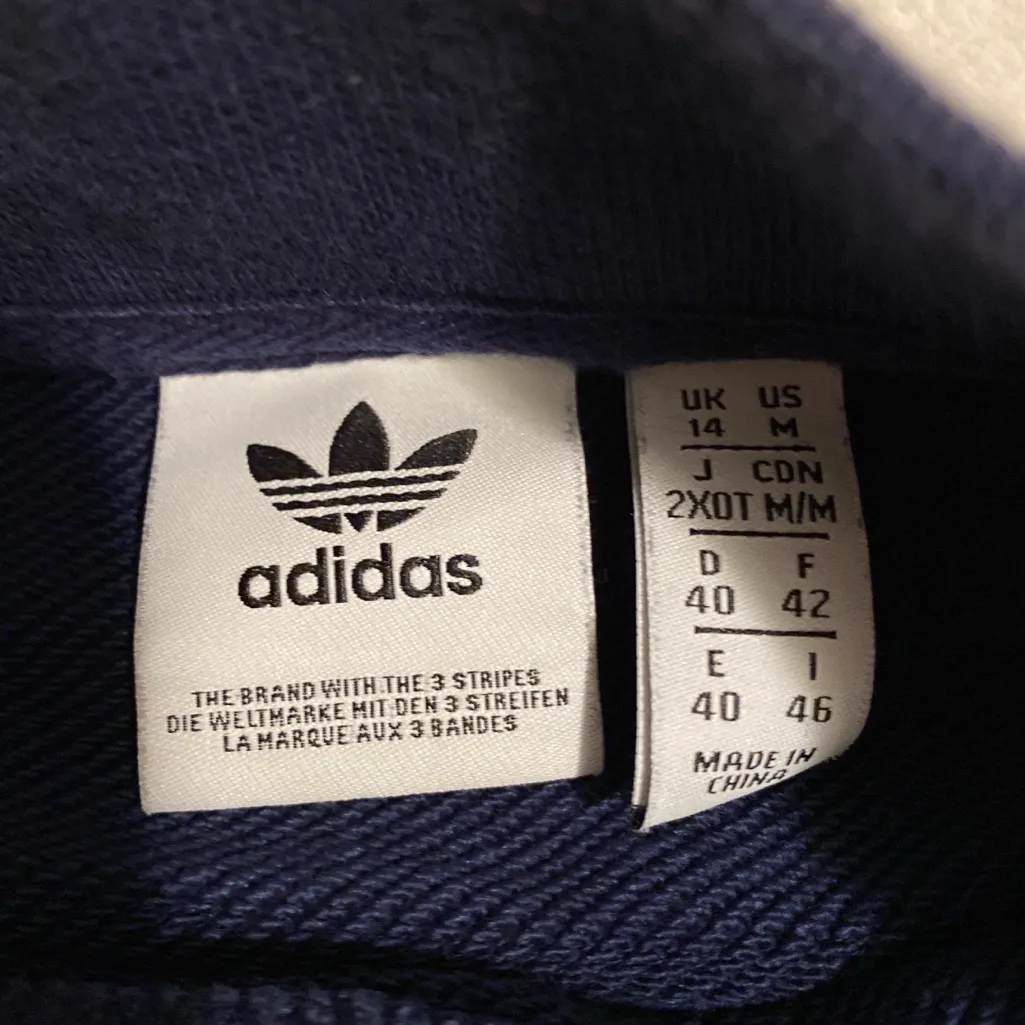 adidas
THE BRAND WITH THE 3 STRIPES
DIE WELTMARKE MIT DEN 3 STREIFEN
LA MARQUE AUX 3 BANDES
UK US
14 M
J CDN
2XOT M/M
D F
40 42
E I
40 46
MADE IN
CHINA